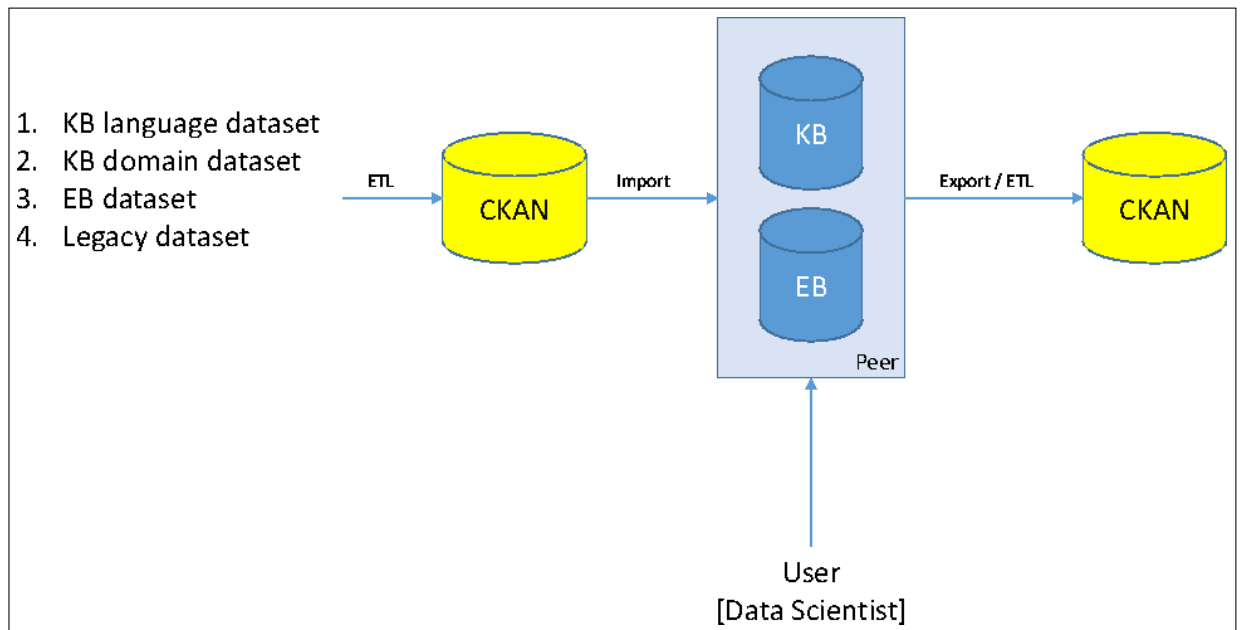 1. KB language dataset
2. KB domain dataset
3. EB dataset
4. Legacy dataset
ETL
CKAN
Import
KB
EB
Peer
Export / ETL
CKAN
User
[Data Scientist]